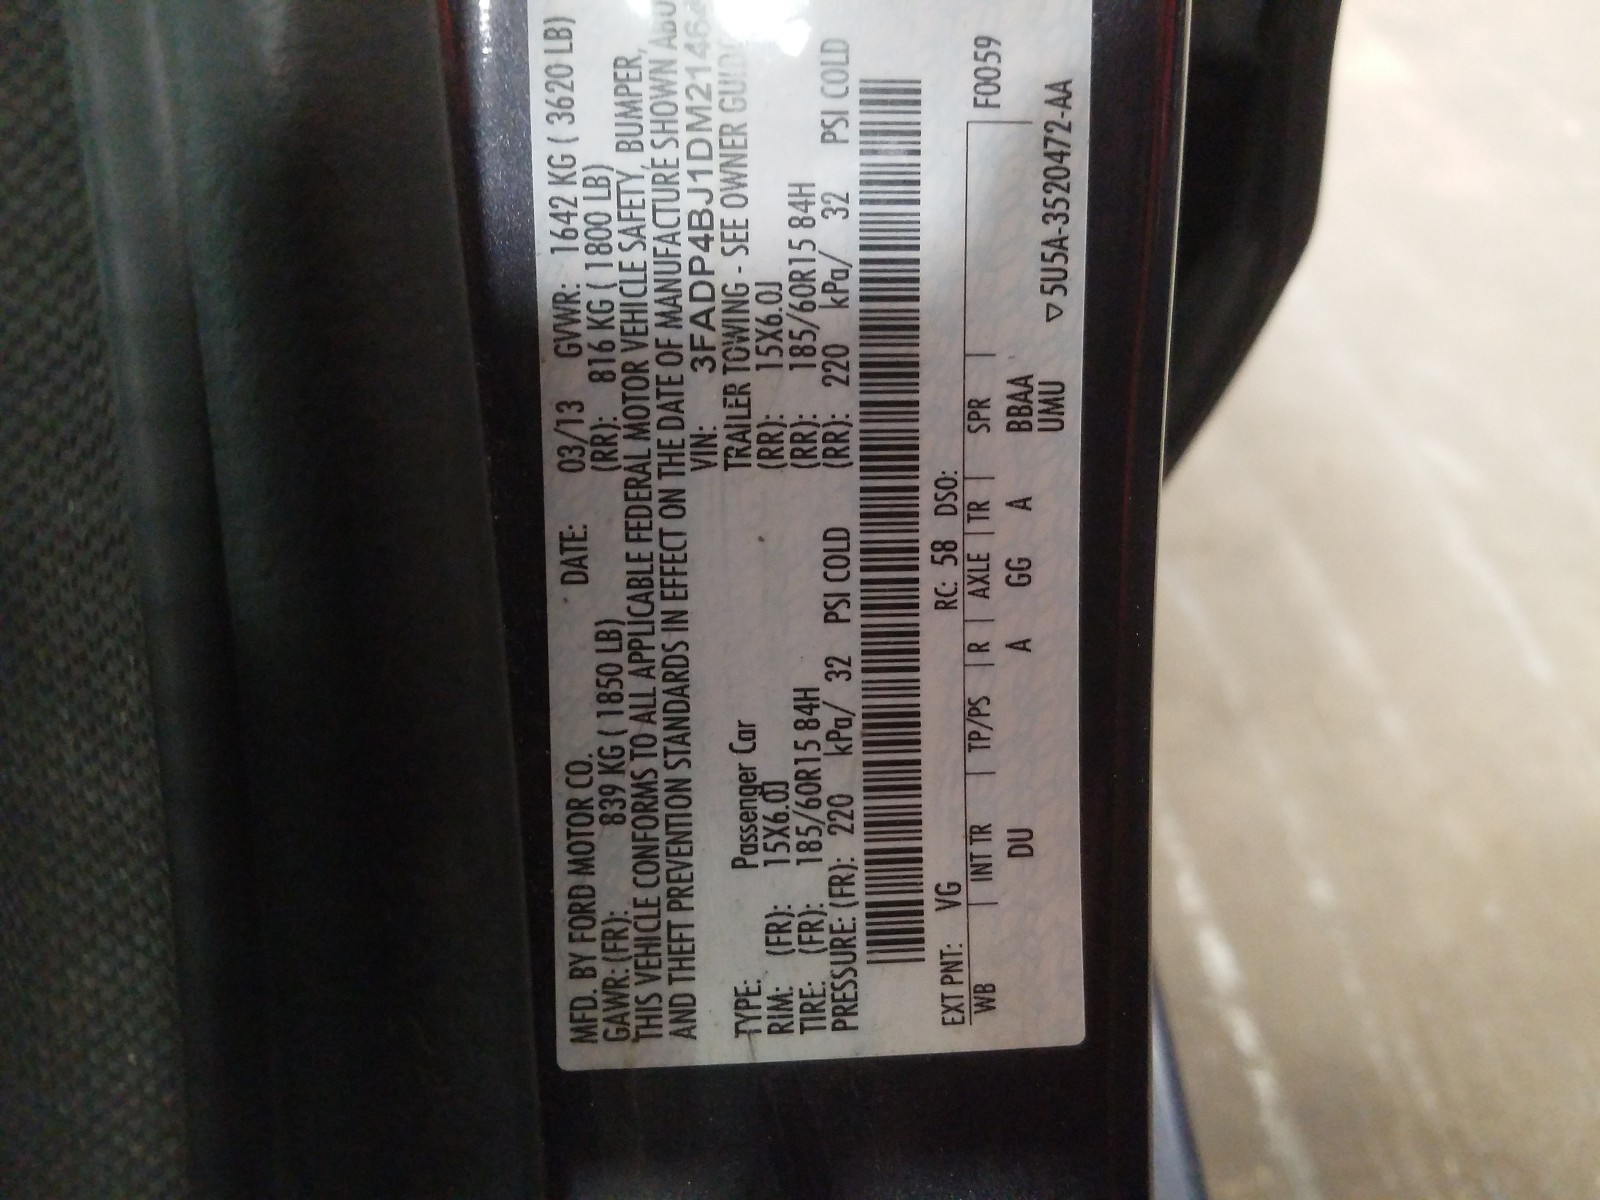 MFD. BY FORD MOTOR CO. DATE: 03/13 GVWR: 1642 KG ( 3620 LB)
GAWR: (FR): 839 KG ( 1850 LB) (RR): 816 KG ( 1800 LB)
THIS VEHICLE CONFORMS TO ALL APPLICABLE FEDERAL MOTOR VEHICLE SAFETY, BUMPER,
AND THEFT PREVENTION STANDARDS IN EFFECT ON THE DATE OF MANUFACTURE SHOWN
VIN: 3FADP4BJ1DM2146
TYPE: Passenger Car TRAILER TOWING - SEE OWNER GUIDE
RIM: (FR): 15X6.0J (RR): 15X6.0J
TIRE: (FR): 185/60R15 84H (RR): 185/60R15 84H
PRESSURE: (FR): 220 kPa/ 32 PSI COLD (RR): 220 kPa/ 32 PSI COLD
EXT PNT: VG RC: 58 DSO:
WB | INT TR | TP/PS | R | AXLE | TR | SPR | F0059
DU A GG A BBAA
UMU ▽5U5A-3520472-AA